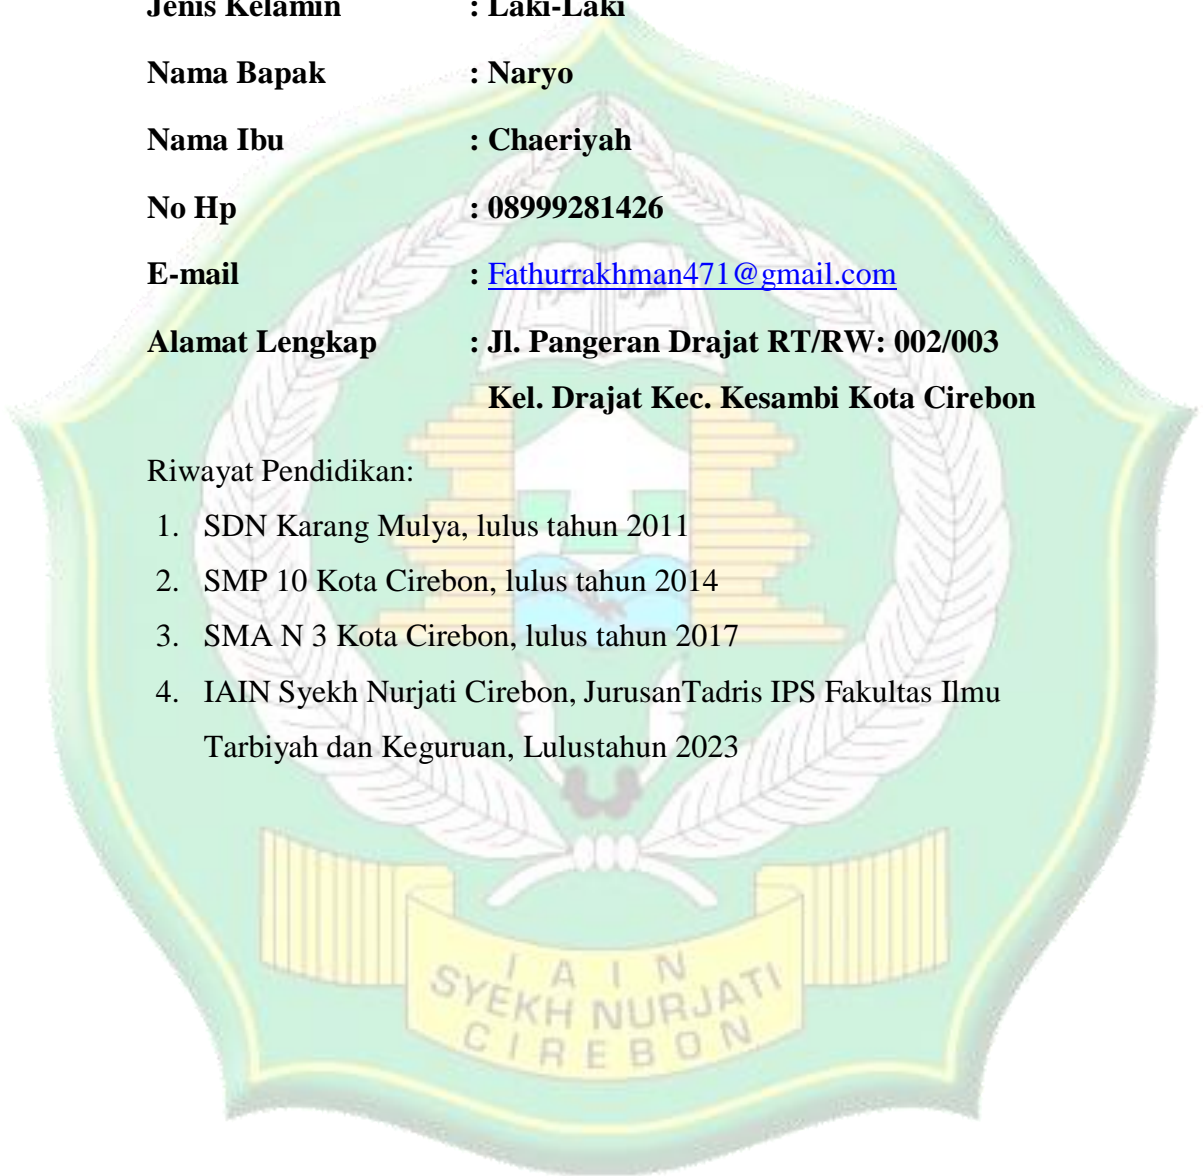 Jenis Kelamin : Laki-Laki
Nama Bapak : Naryo
Nama Ibu : Chaeriyah
No Hp : 08999281426
E-mail : Fathurrakhman471@gmail.com
Alamat Lengkap : Jl. Pangeran Drajat RT/RW: 002/003
Kel. Drajat Kec. Kesambi Kota Cirebon
Riwayat Pendidikan:
1. SDN Karang Mulya, lulus tahun 2011
2. SMP 10 Kota Cirebon, lulus tahun 2014
3. SMA N 3 Kota Cirebon, lulus tahun 2017
4. IAIN Syekh Nurjati Cirebon, JurusanTadris IPS Fakultas Ilmu
Tarbiyah dan Keguruan, Lulustahun 2023
IAIN
SYEKH NURJATI
CIREBON